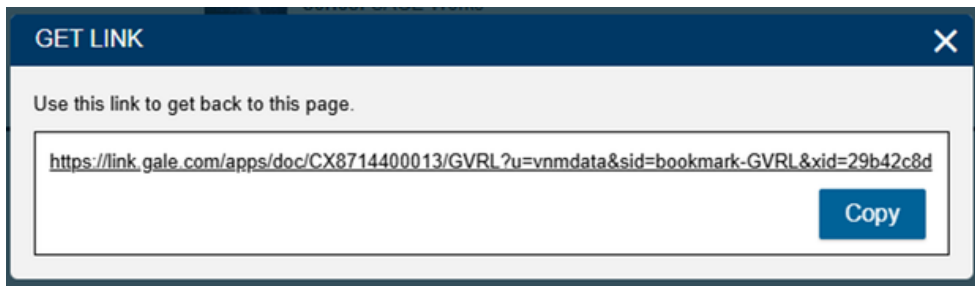 GET LINK
Use this link to get back to this page.
https://link.gale.com/apps/doc/CX8714400013/GVRL?u=vnmdata&sid=bookmark-GVRL&xid=29b42c8d
Copy